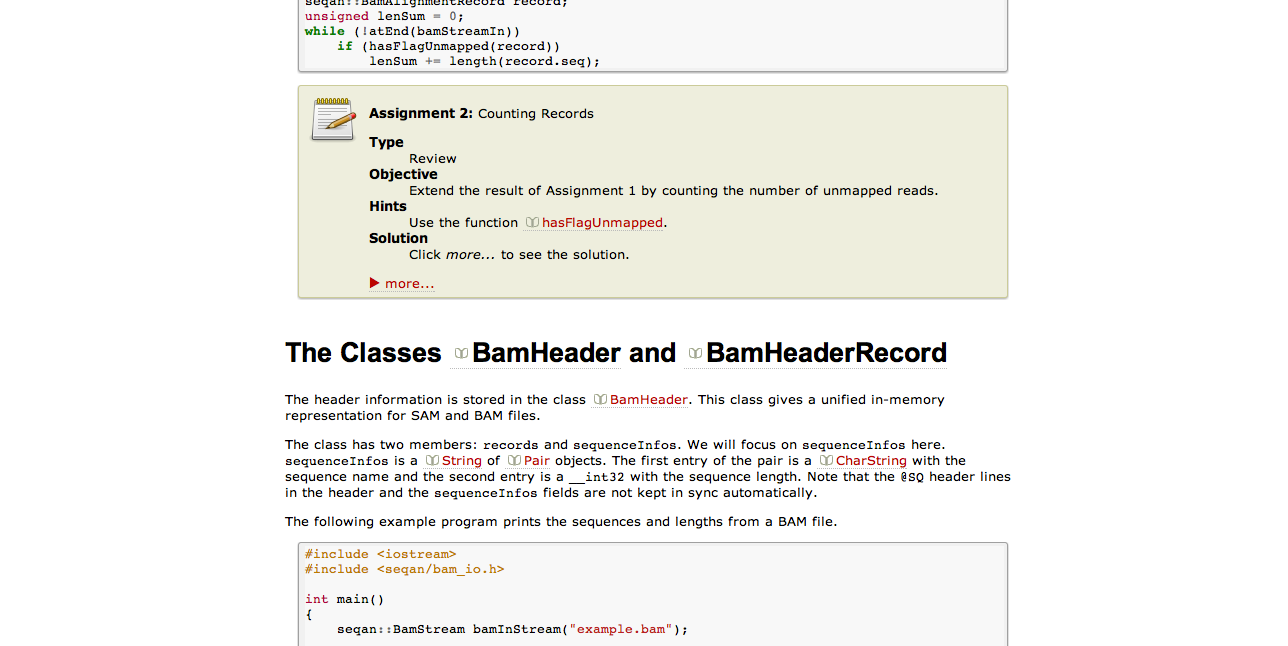 seqan::BamAlignmentRecord record;
unsigned lenSum = 0;
while (!atEnd(bamStreamIn))
    if (hasFlagUnmapped(record))
        lenSum += length(record.seq);
Assignment 2: Counting Records
Type
Review
Objective
Extend the result of Assignment 1 by counting the number of unmapped reads.
Hints
Use the function hasFlagUnmapped.
Solution
Click more... to see the solution.
more...
The Classes BamHeader and BamHeaderRecord
The header information is stored in the class BamHeader. This class gives a unified in-memory
representation for SAM and BAM files.
The class has two members: records and sequenceInfos. We will focus on sequenceInfos here.
sequenceInfos is a String of Pair objects. The first entry of the pair is a CharString with the
sequence name and the second entry is a __int32 with the sequence length. Note that the @SQ header lines
in the header and the sequenceInfos fields are not kept in sync automatically.
The following example program prints the sequences and lengths from a BAM file.
#include <iostream>
#include <seqan/bam_io.h>
int main()
{
    seqan::BamStream bamInStream("example.bam");